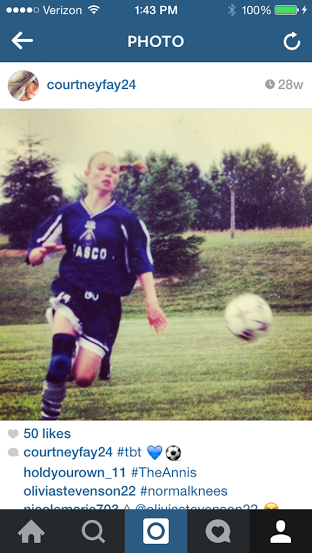 Verizon 1:43 PM 100%
PHOTO
courtneyfay24 28w
FASCO
50 likes
courtneyfay24 #tbt 💙⚽
holdyourown_11 #TheAnnis
oliviastevenson22 #normalknees